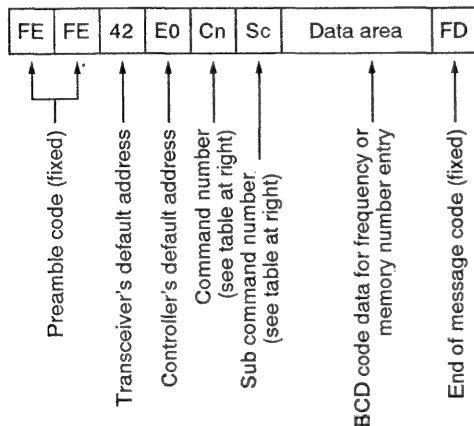 FE FE 42 E0 Cn Sc Data area FD
Preamble code (fixed)
Transceiver's default address
Controller's default address
Command number
(see table at right)
Sub command number
(see table at right)
BCD code data for frequency or
memory number entry
End of message code (fixed)